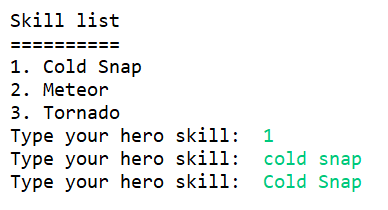 Skill list
==========
1. Cold Snap
2. Meteor
3. Tornado
Type your hero skill:  1
Type your hero skill:  cold snap
Type your hero skill:  Cold Snap